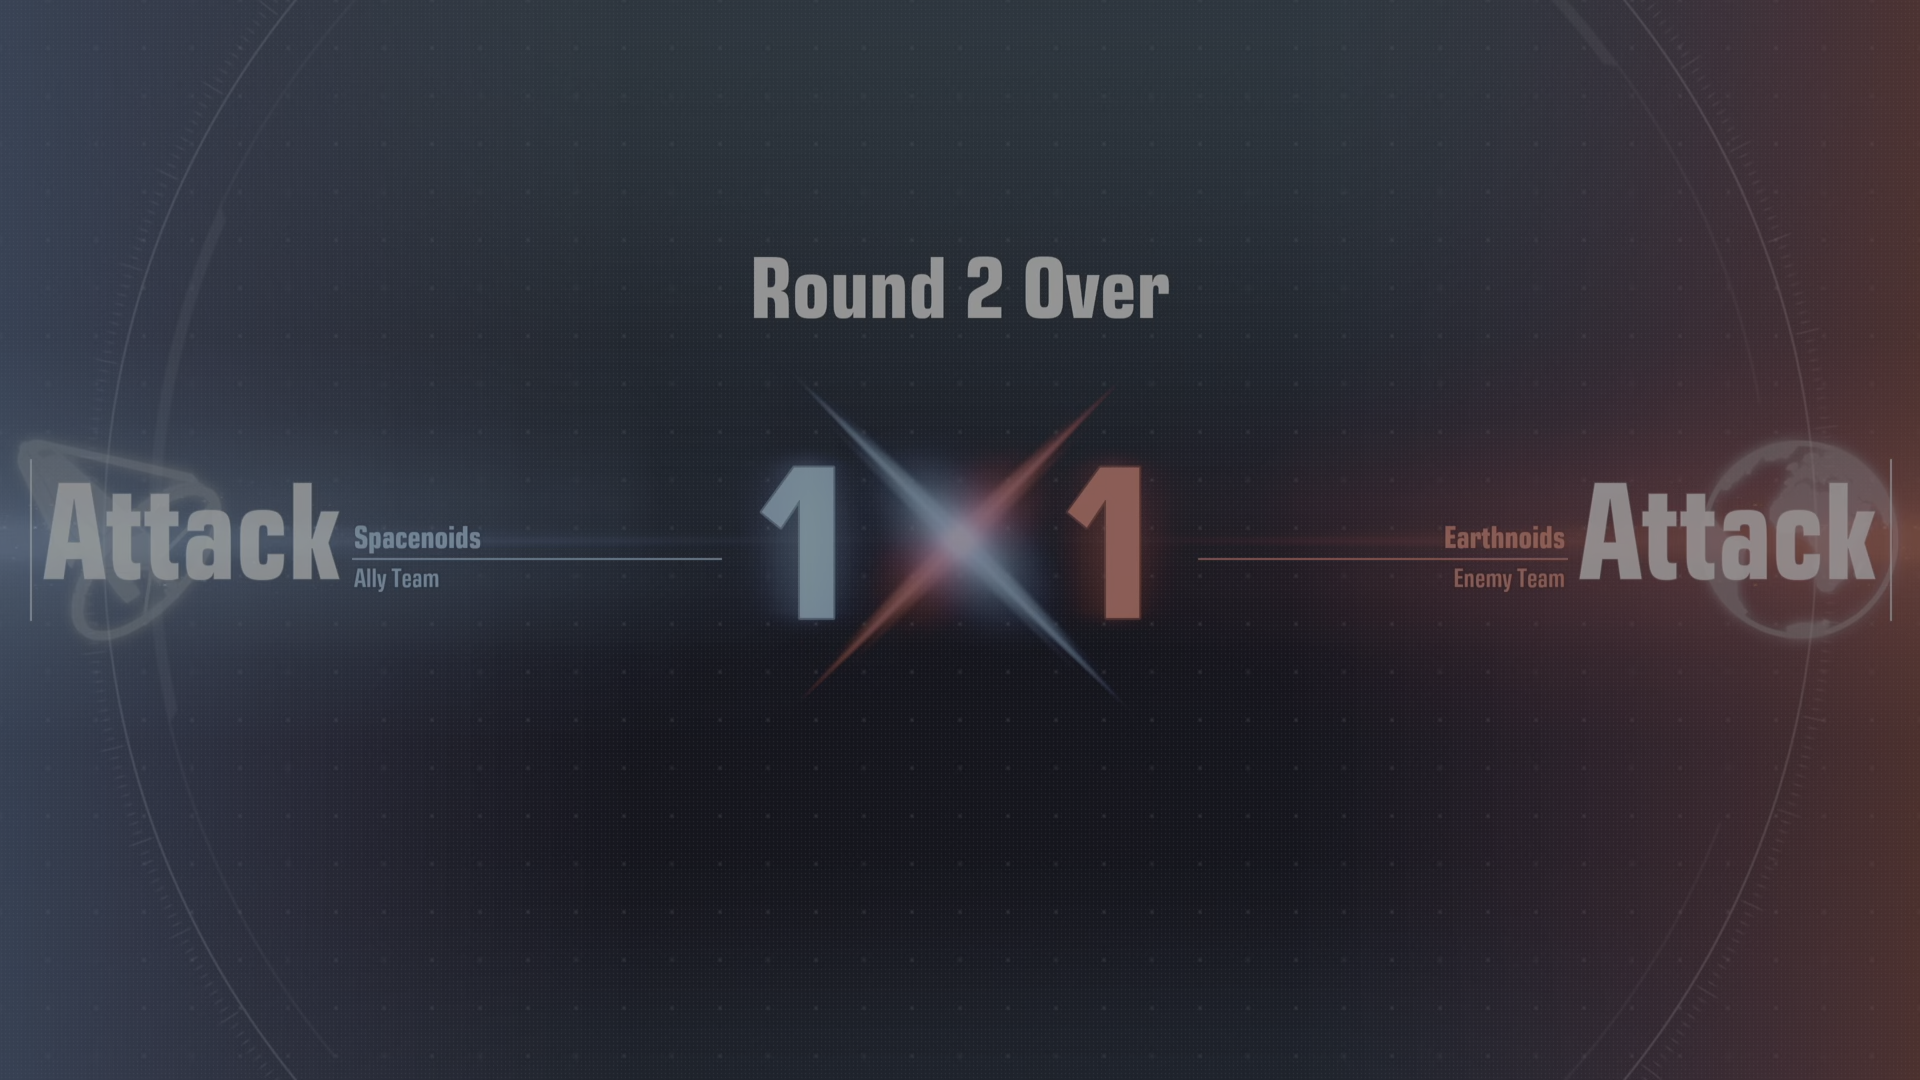 Round 2 Over
1 1
Attack
Spacenoids
Ally Team
Earthnoids
Enemy Team
Attack